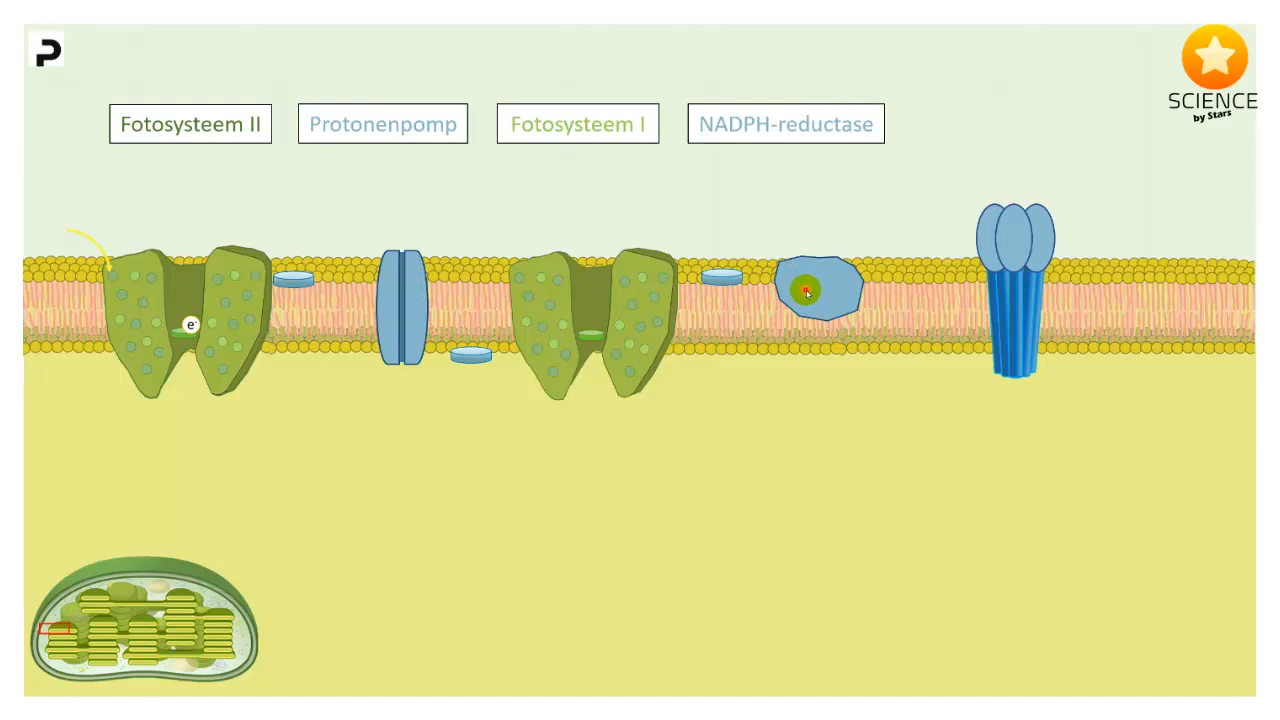 P
SCIENCE
by Stars
Fotosysteem II
Protonenpomp
Fotosysteem I
NADPH-reductase
e⁻